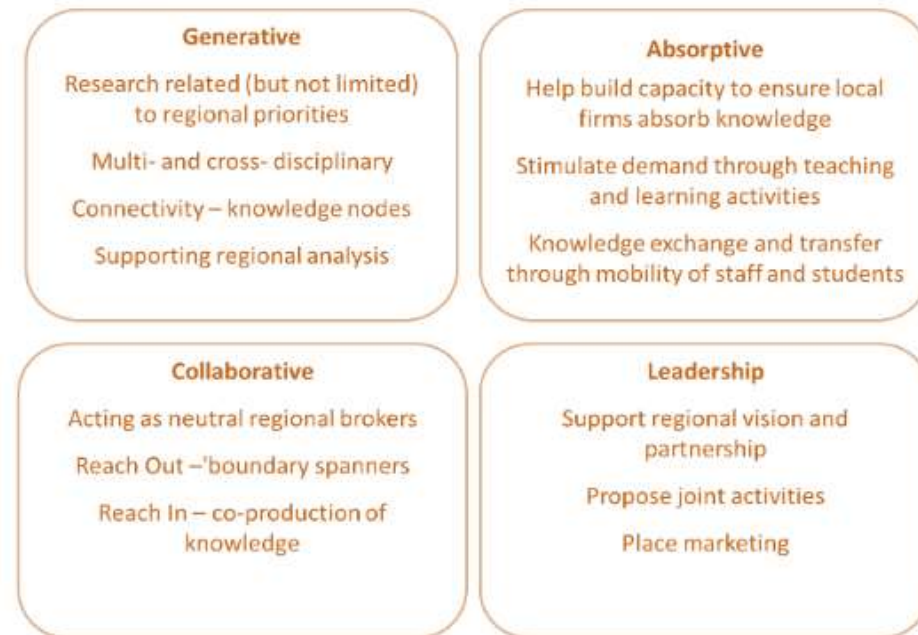 Generative
Research related (but not limited)
to regional priorities
Multi- and cross- disciplinary
Connectivity – knowledge nodes
Supporting regional analysis
Absorptive
Help build capacity to ensure local
firms absorb knowledge
Stimulate demand through teaching
and learning activities
Knowledge exchange and transfer
through mobility of staff and students
Collaborative
Acting as neutral regional brokers
Reach Out –'boundary spanners
Reach In – co-production of
knowledge
Leadership
Support regional vision and
partnership
Propose joint activities
Place marketing